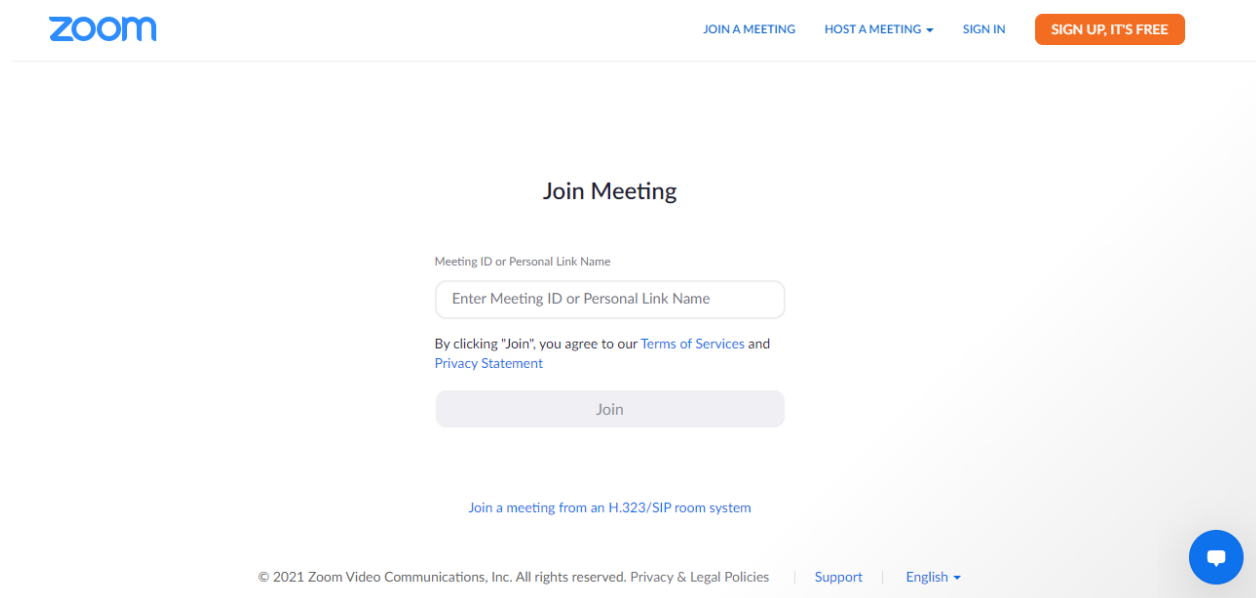 zoom
JOIN A MEETING HOST A MEETING SIGN IN SIGN UP, IT'S FREE
Join Meeting
Meeting ID or Personal Link Name
Enter Meeting ID or Personal Link Name
By clicking "Join", you agree to our Terms of Services and
Privacy Statement
Join
Join a meeting from an H.323/SIP room system
© 2021 Zoom Video Communications, Inc. All rights reserved. Privacy & Legal Policies | Support | English